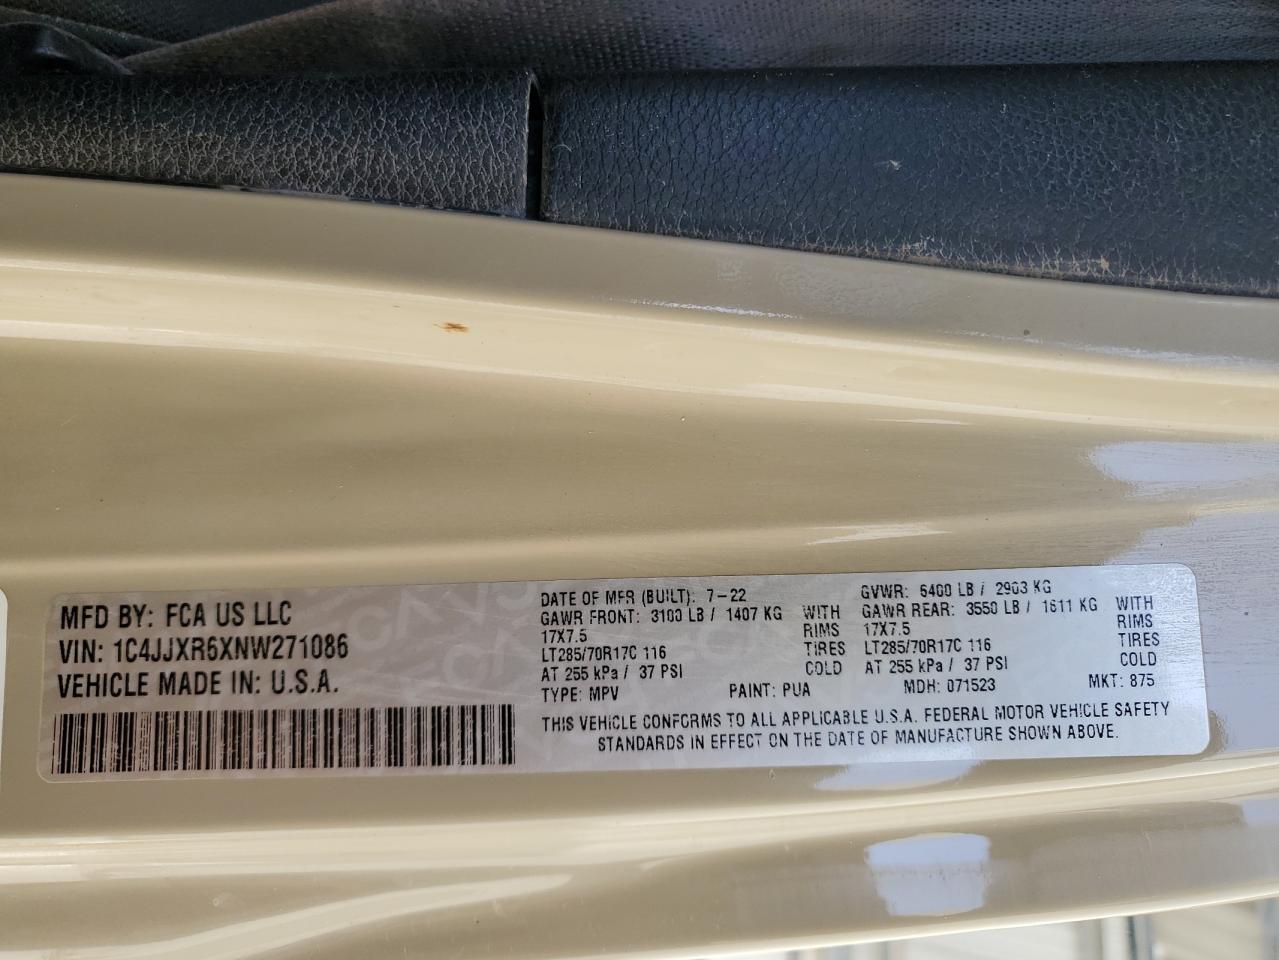 MFD BY: FCA US LLC
VIN: 1C4JJXR6XNW271086
VEHICLE MADE IN: U.S.A.
DATE OF MFR (BUILT): 7-22
GAWR FRONT: 3100 LB / 1407 KG WITH
17X7.5 RIMS
LT285/70R17C 116 TIRES
AT 255 kPa / 37 PSI COLD
TYPE: MPV PAINT: PUA
GVWR: 6400 LB / 2903 KG
GAWR REAR: 3550 LB / 1611 KG WITH
17X7.5 RIMS
LT285/70R17C 116 TIRES
AT 255 kPa / 37 PSI COLD
MDH: 071523 MKT: 875
THIS VEHICLE CONFORMS TO ALL APPLICABLE U.S.A. FEDERAL MOTOR VEHICLE SAFETY
STANDARDS IN EFFECT ON THE DATE OF MANUFACTURE SHOWN ABOVE.